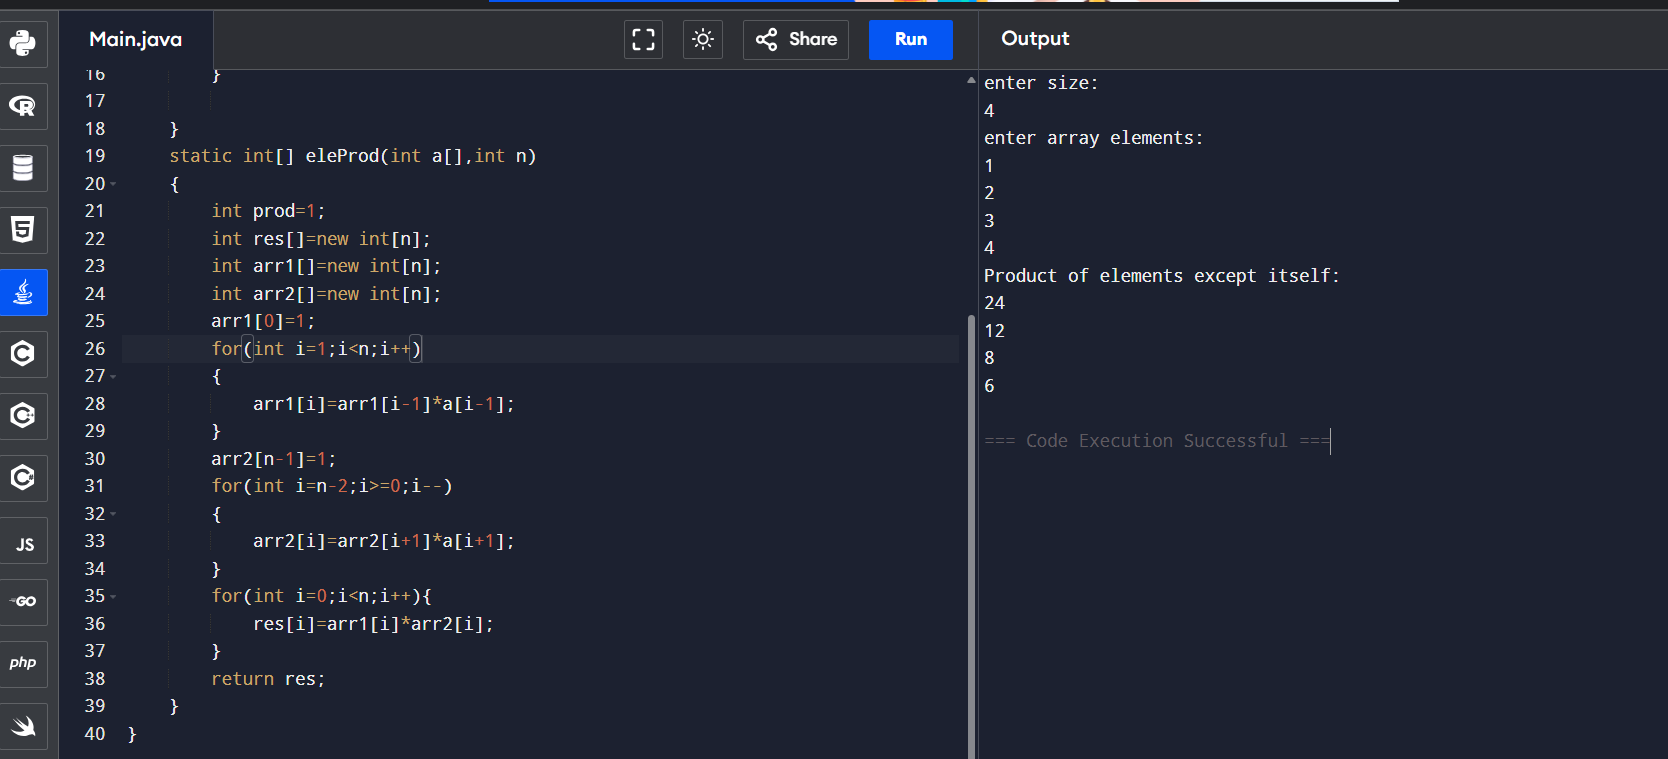 Main.java
Share
Run
Output
16 }
17
18 }
19 static int[] eleProd(int a[],int n)
20 {
21 int prod=1;
22 int res[]=new int[n];
23 int arr1[]=new int[n];
24 int arr2[]=new int[n];
25 arr1[0]=1;
26 for(int i=1;i<n;i++)
27 {
28 arr1[i]=arr1[i-1]*a[i-1];
29 }
30 arr2[n-1]=1;
31 for(int i=n-2;i>=0;i--)
32 {
33 arr2[i]=arr2[i+1]*a[i+1];
34 }
35 for(int i=0;i<n;i++){
36 res[i]=arr1[i]*arr2[i];
37 }
38 return res;
39 }
40 }
enter size:
4
enter array elements:
1
2
3
4
Product of elements except itself:
24
12
8
6
=== Code Execution Successful ===
R
5
C
C++
C#
JS
GO
php